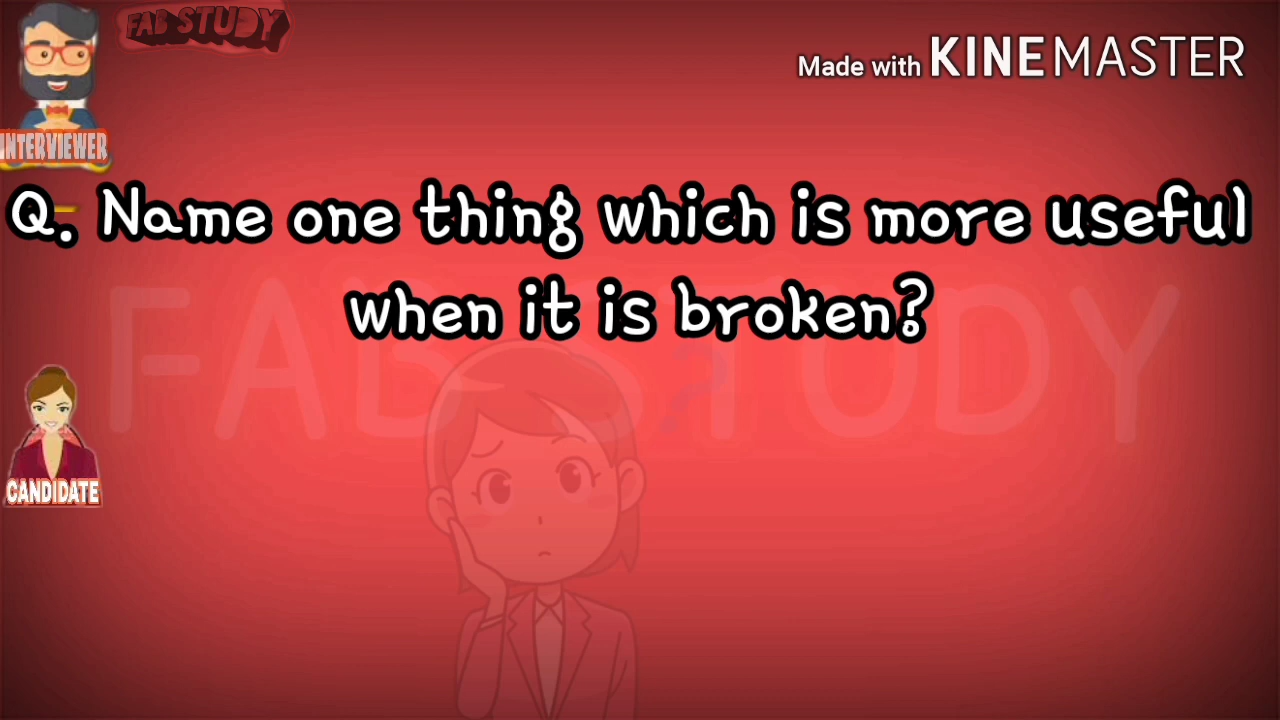 FAB STUDY
Made with KINEMASTER
INTERVIEWER
Q. Name one thing which is more useful
when it is broken?
FAB STUDY
CANDIDATE